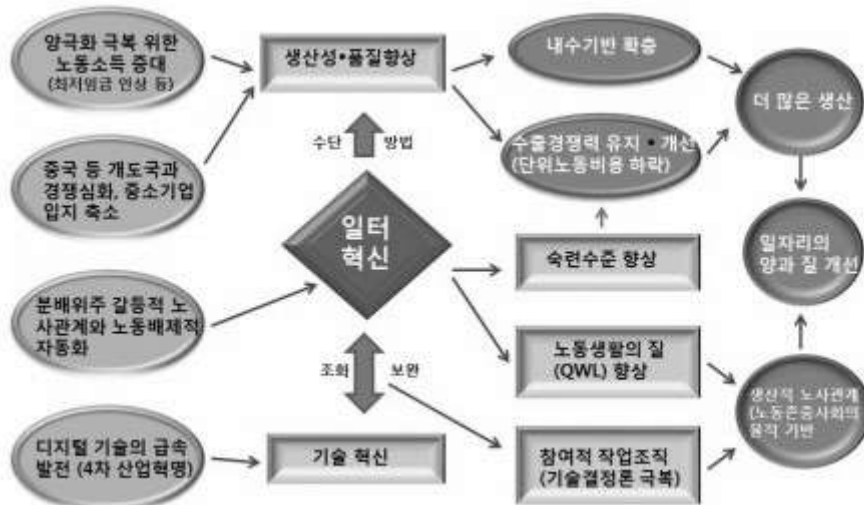 양극화 극복 위한
노동소득 증대
(최저임금 인상 등)
생산성•품질향상
내수기반 확충
더 많은 생산
수단
방법
수출경쟁력 유지 • 개선
(단위노동비용 하락)
중국 등 개도국과
경쟁심화, 중소기업
입지 축소
일터
혁신
숙련수준 향상
일자리의
양과 질 개선
분배위주 갈등적 노
사관계와 노동배제적
자동화
노동생활의 질
(QWL) 향상
조화
보완
생산적 노사관계
(노동존중사회의
물적 기반
디지털 기술의 급속
발전 (4차 산업혁명)
기술 혁신
참여적 작업조직
(기술결정론 극복)